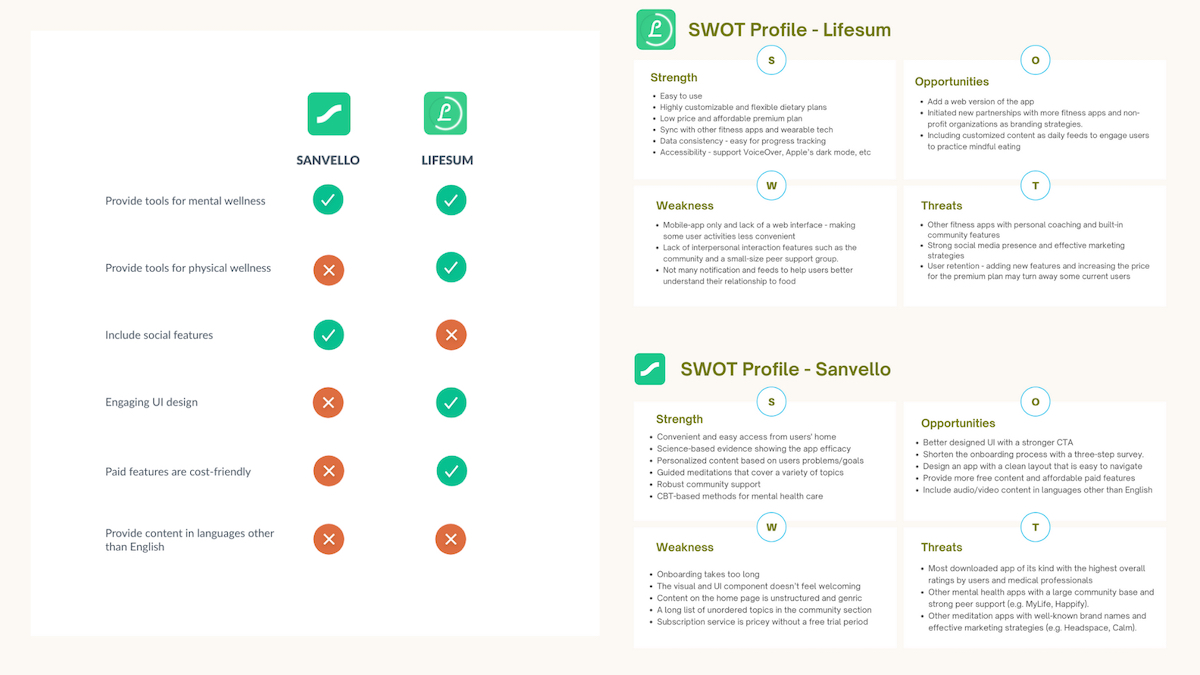 SANVELLO
LIFESUM
Provide tools for mental wellness
Provide tools for physical wellness
Include social features
Engaging UI design
Paid features are cost-friendly
Provide content in languages other
than English
L
SWOT Profile - Lifesum
S
Strength
• Easy to use
• Highly customizable and flexible dietary plans
• Low price and affordable premium plan
• Sync with other fitness apps and wearable tech
• Data consistency - easy for progress tracking
• Accessibility - support VoiceOver, Apple's dark mode, etc
O
Opportunities
• Add a web version of the app
• Initiated new partnerships with more fitness apps and non-
profit organizations as branding strategies.
• Including customized content as daily feeds to engage users
to practice mindful eating
W
Weakness
• Mobile-app only and lack of a web interface - making
some user activities less convenient
• Lack of interpersonal interaction features such as the
community and a small-size peer support group.
• Not many notification and feeds to help users better
understand their relationship to food
T
Threats
• Other fitness apps with personal coaching and built-in
community features
• Strong social media presence and effective marketing
strategies
• User retention - adding new features and increasing the price
for the premium plan may turn away some current users
SWOT Profile - Sanvello
S
Strength
• Convenient and easy access from users' home
• Science-based evidence showing the app efficacy
• Personalized content based on users problems/goals
• Guided meditations that cover a variety of topics
• Robust community support
• CBT-based methods for mental health care
O
Opportunities
• Better designed UI with a stronger CTA
• Shorten the onboarding process with a three-step survey.
• Design an app with a clean layout that is easy to navigate
• Provide more free content and affordable paid features
• Include audio/video content in languages other than English
W
Weakness
• Onboarding takes too long
• The visual and UI component doesn't feel welcoming
• Content on the home page is unstructured and genric
• A long list of unordered topics in the community section
• Subscription service is pricey without a free trial period
T
Threats
• Most downloaded app of its kind with the highest overall
ratings by users and medical professionals
• Other mental health apps with a large community base and
strong peer support (e.g. MyLife, Happify).
• Other meditation apps with well-known brand names and
effective marketing strategies (e.g. Headspace, Calm).